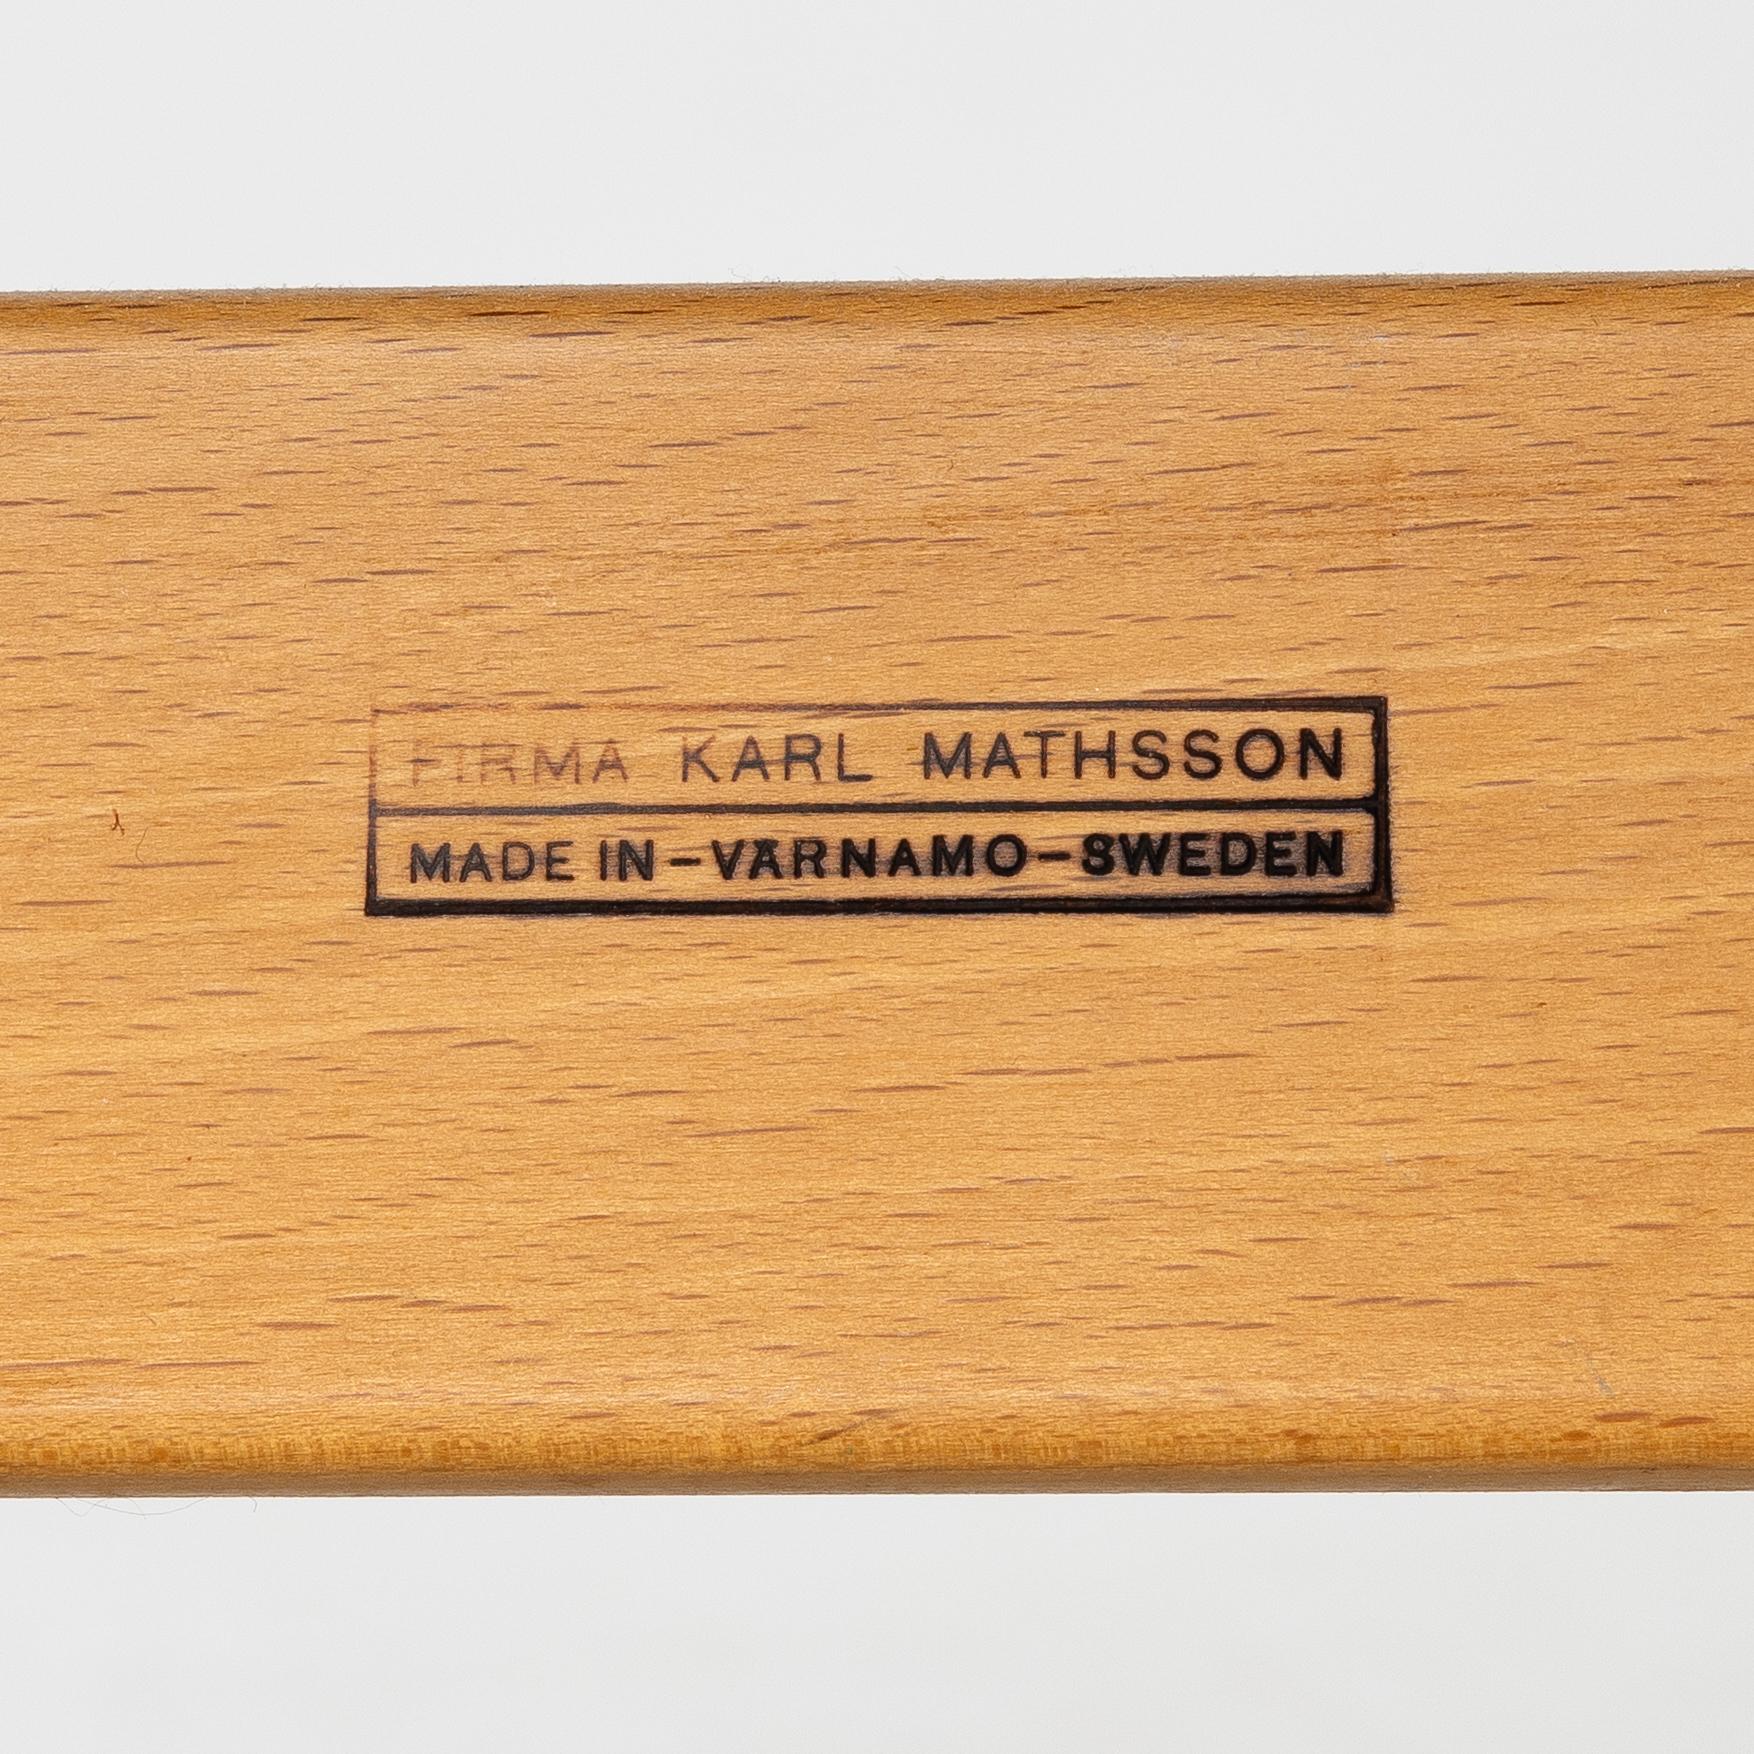 FIRMA KARL MATHSSON
MADE IN-VÄRNAMO-SWEDEN